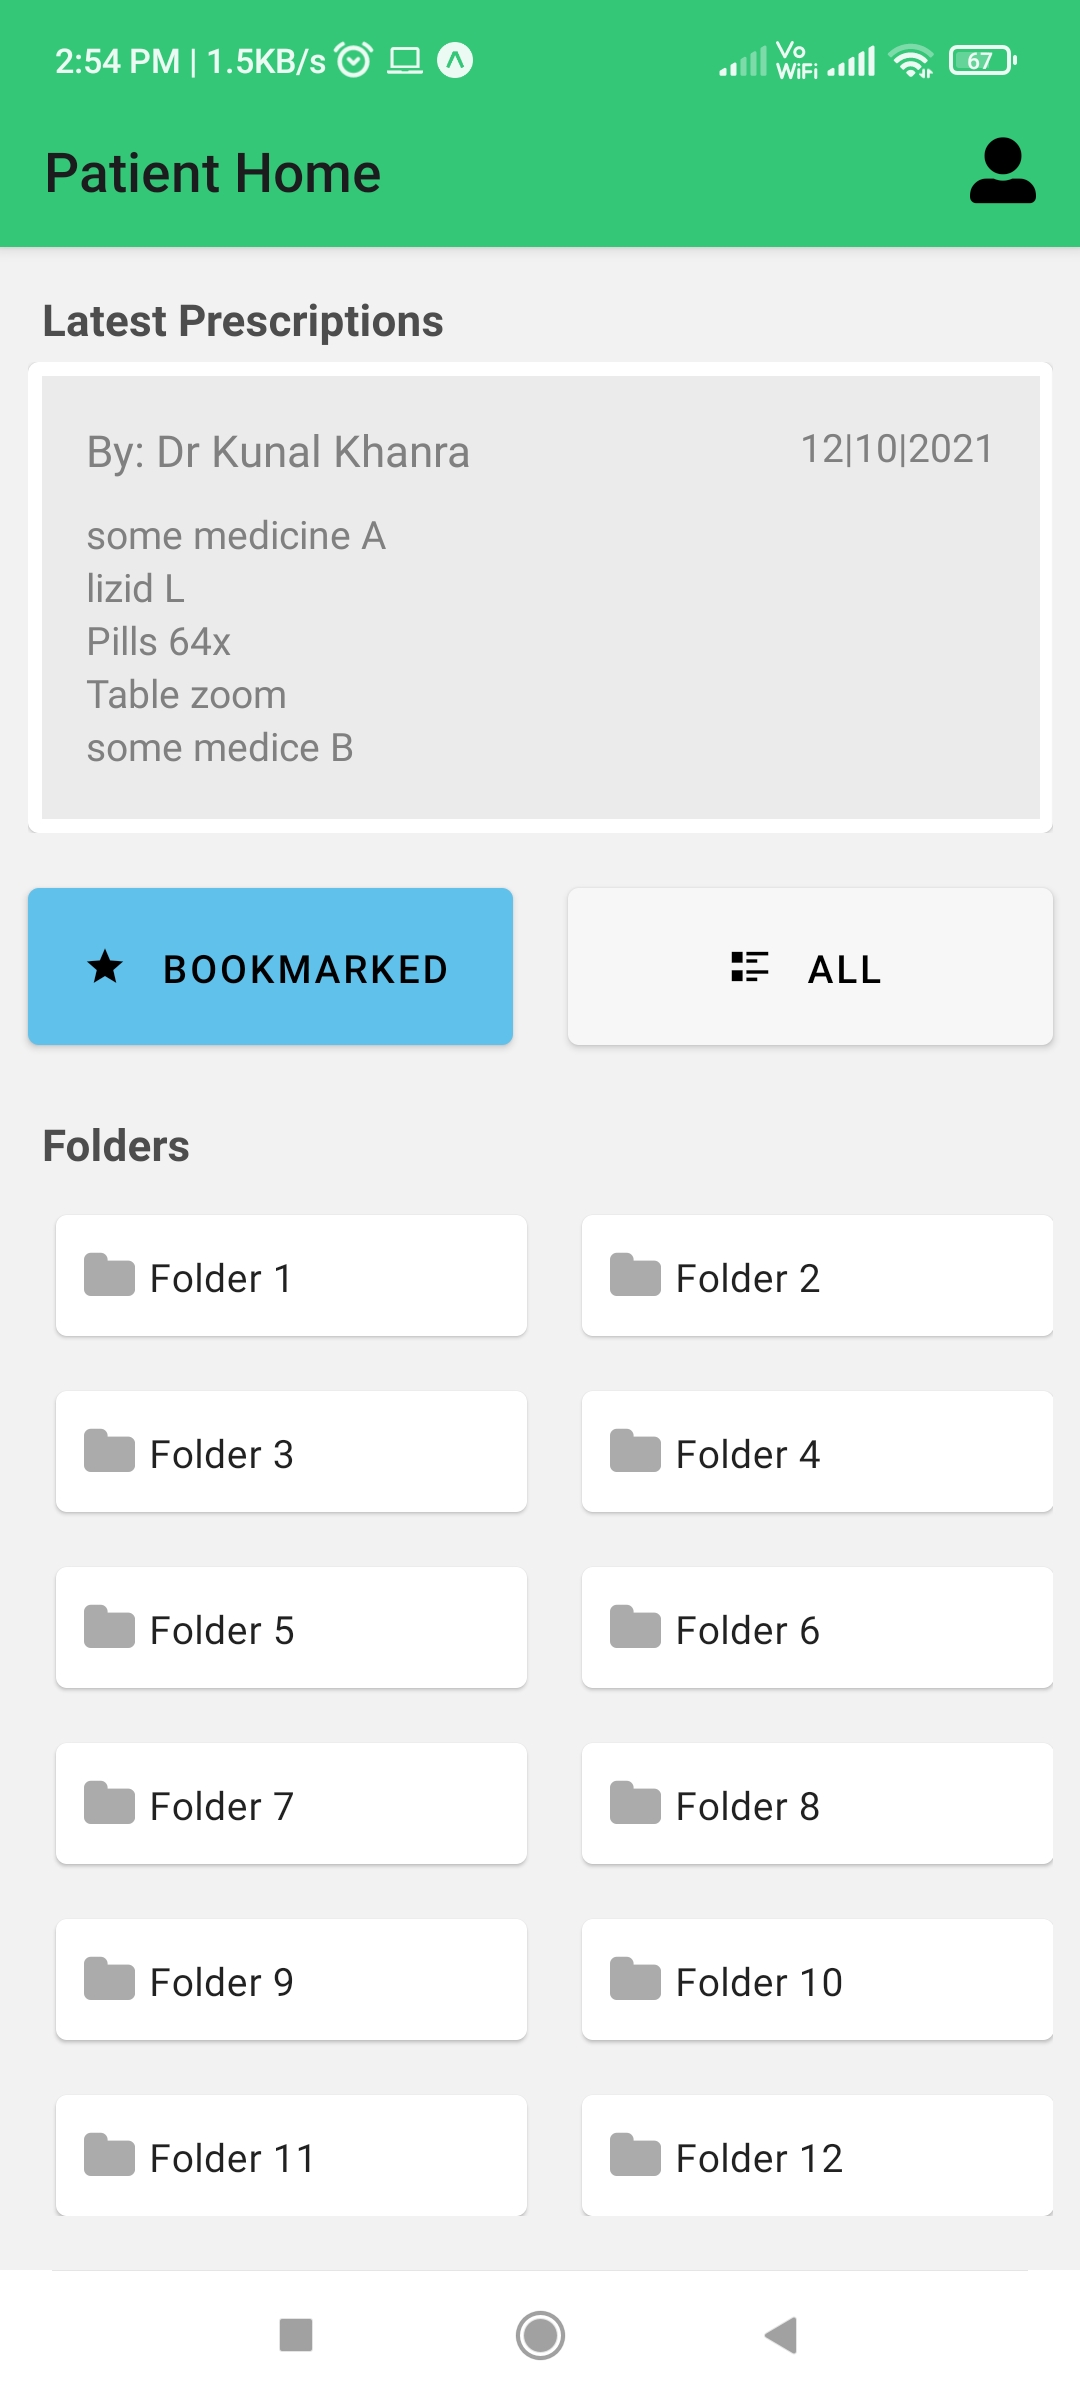 2:54 PM | 1.5KB/s Vo WiFi 67
Patient Home
Latest Prescriptions
By: Dr Kunal Khanra 12|10|2021
some medicine A
lizid L
Pills 64x
Table zoom
some medice B
BOOKMARKED ALL
Folders
Folder 1 Folder 2
Folder 3 Folder 4
Folder 5 Folder 6
Folder 7 Folder 8
Folder 9 Folder 10
Folder 11 Folder 12